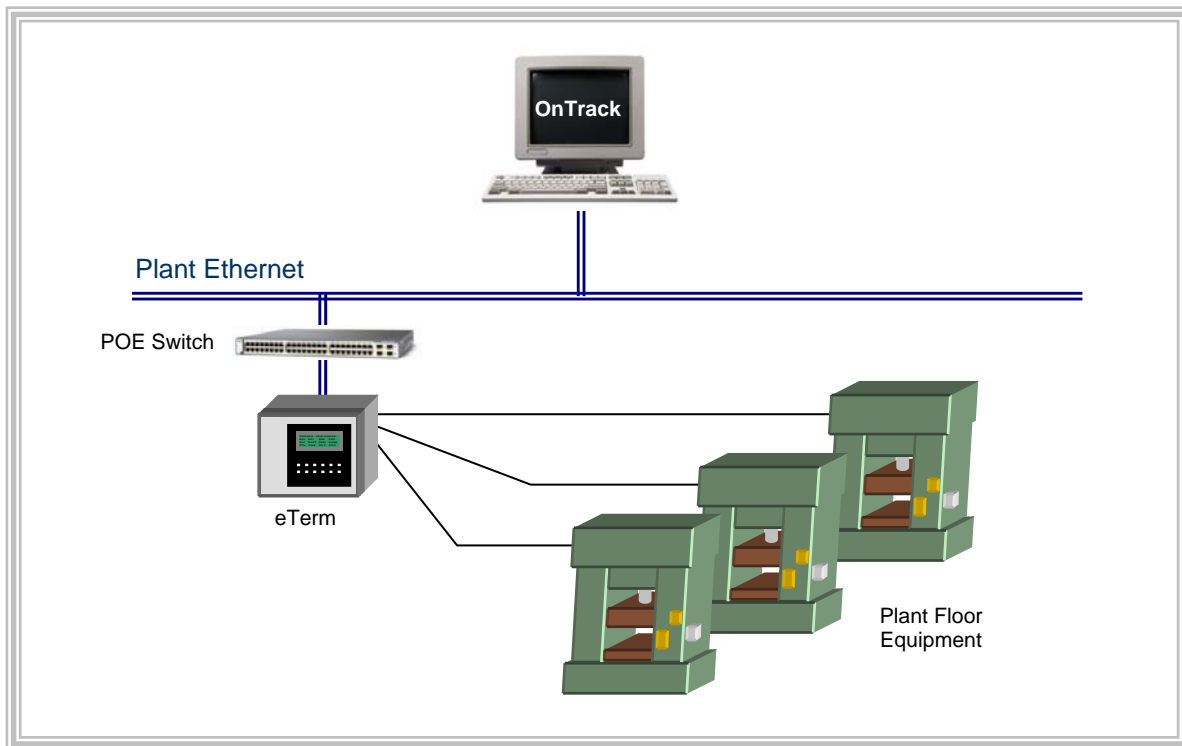 OnTrack
Plant Ethernet
POE Switch
eTerm
Plant Floor
Equipment